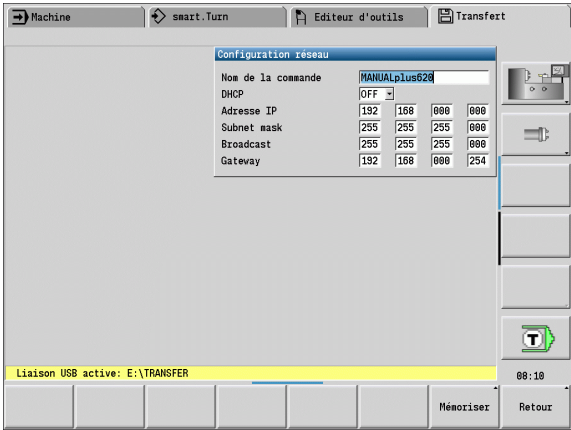 Machine
smart.Turn
Editeur d'outils
Transfert
Configuration réseau
Nom de la commande MANUALplus620
DHCP OFF
Adresse IP 192 168 000 000
Subnet mask 255 255 255 000
Broadcast 255 255 255 000
Gateway 192 168 000 254
T
Liaison USB active: E:\TRANSFER
08:10
Mémoriser
Retour